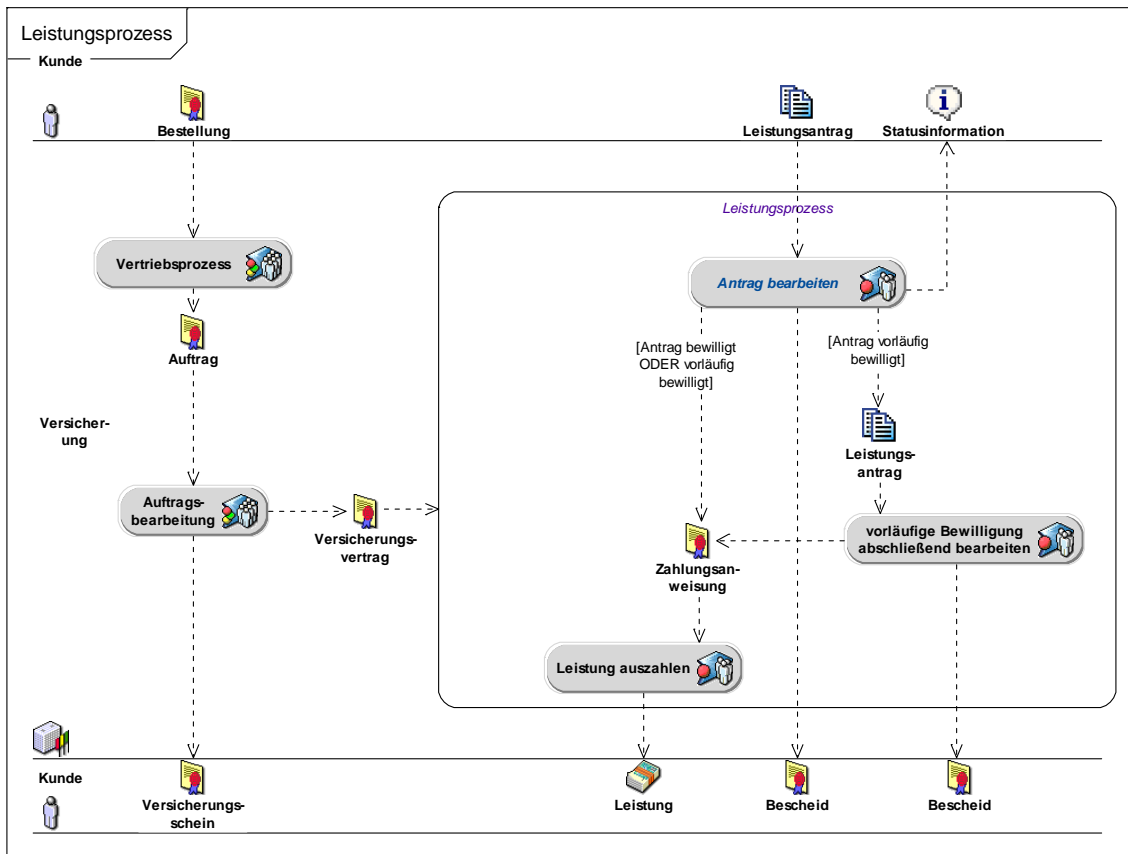 Leistungsprozess
Kunde
Bestellung
Leistungsantrag
Statusinformation
Leistungsprozess
Vertriebsprozess
Antrag bearbeiten
Auftrag
[Antrag bewilligt
ODER vorläufig
bewilligt]
[Antrag vorläufig
bewilligt]
Versicher-
ung
Leistungs-
antrag
Auftrags-
bearbeitung
Versicherungs-
vertrag
vorläufige Bewilligung
abschließend bearbeiten
Zahlungsan-
weisung
Leistung auszahlen
Kunde
Versicherungs-
schein
Leistung
Bescheid
Bescheid